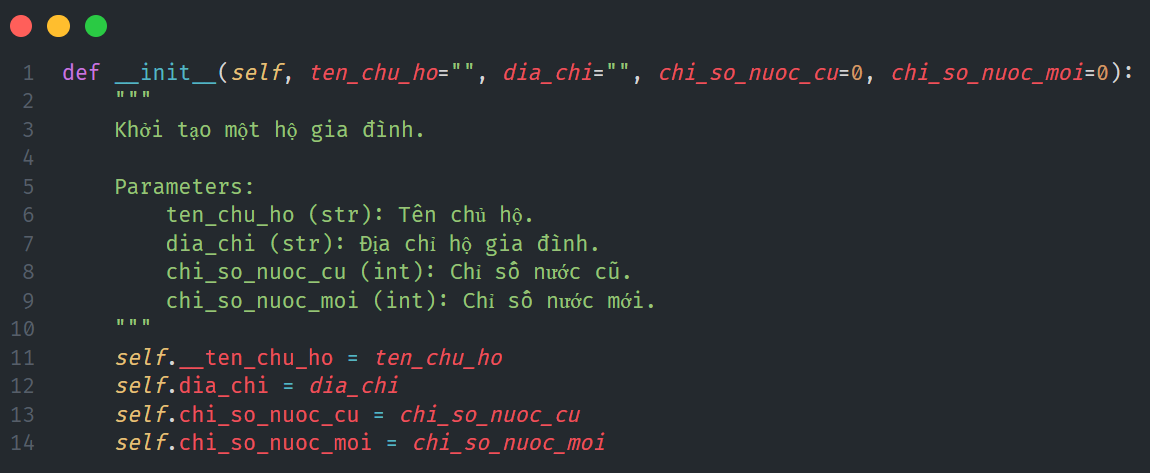 1 def __init__(self, ten_chu_ho="", dia_chi="", chi_so_nuoc_cu=0, chi_so_nuoc_moi=0):
2     """
3     Khởi tạo một hộ gia đình.
4
5     Parameters:
6         ten_chu_ho (str): Tên chủ hộ.
7         dia_chi (str): Địa chỉ hộ gia đình.
8         chi_so_nuoc_cu (int): Chỉ số nước cũ.
9         chi_so_nuoc_moi (int): Chỉ số nước mới.
10     """
11     self.__ten_chu_ho = ten_chu_ho
12     self.dia_chi = dia_chi
13     self.chi_so_nuoc_cu = chi_so_nuoc_cu
14     self.chi_so_nuoc_moi = chi_so_nuoc_moi